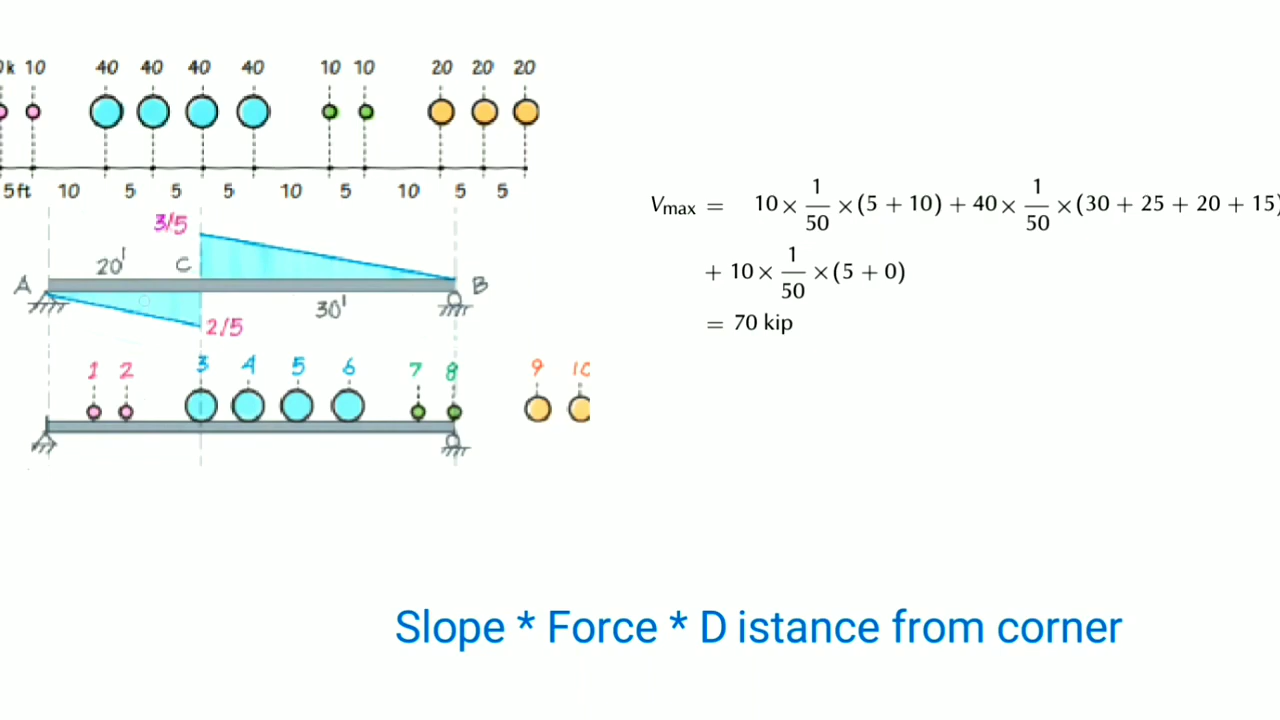 0k 10 40 40 40 40 10 10 20 20 20
5ft 10 5 5 5 10 5 10 5 5
3/5
20' C
A B
30'
2/5
1 2 3 4 5 6 7 8 9 10
Vmax = 10 × 1/50 × (5 + 10) + 40 × 1/50 × (30 + 25 + 20 + 15)
+ 10 × 1/50 × (5 + 0)
= 70 kip
Slope * Force * D istance from corner